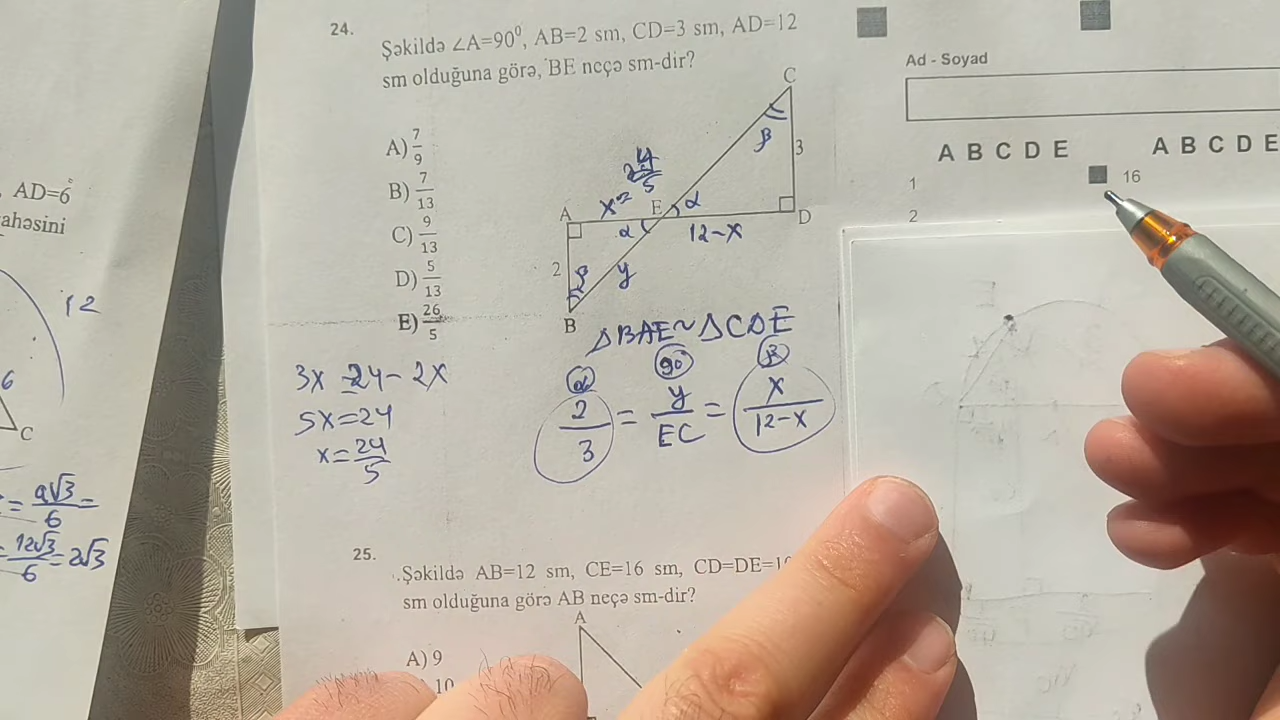 24.
Şəkildə ∠A=90⁰, AB=2 sm, CD=3 sm, AD=12
sm olduğuna görə, BE neçə sm-dir?
A) 7/9
B) 7/13
C) 9/13
D) 5/13
E) 26/5
C
β
3
A
x
E
α
D
α
12-x
2
β
y
B
ΔBAE~ΔCDE
α
90°
β
2/3 = y/EC = x/12-x
3x=24-2x
5x=24
x=24/5
25.
Şəkildə AB=12 sm, CE=16 sm, CD=DE=10
sm olduğuna görə AB neçə sm-dir?
A) 9
10
A
AD=6
ahəsini
12
6
C
= a√3/6 =
= 12√3/6 = 2√3
Ad - Soyad
A B C D E
A B C D E
1
16
2